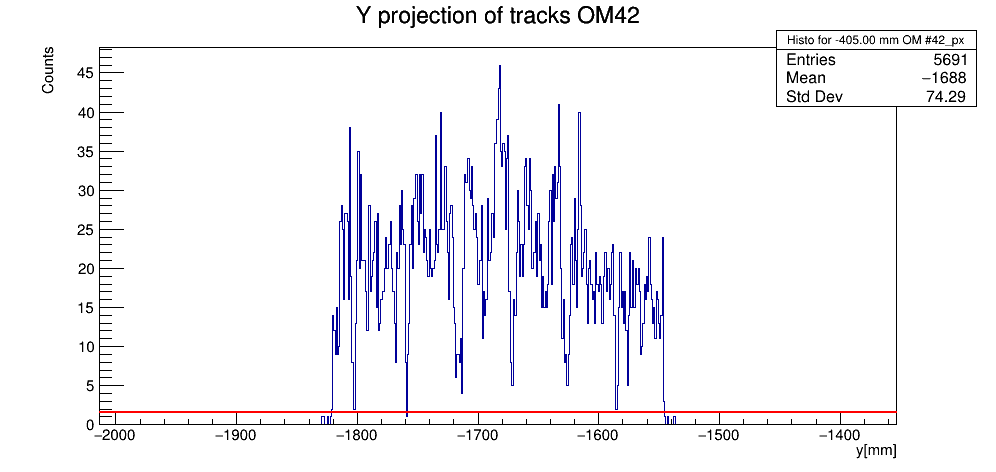 Y projection of tracks OM42
Histo for -405.00 mm OM #42_px
Entries 5691
Mean −1688
Std Dev 74.29
Counts
45
40
35
30
25
20
15
10
5
0
−2000 −1900 −1800 −1700 −1600 −1500 −1400
y[mm]